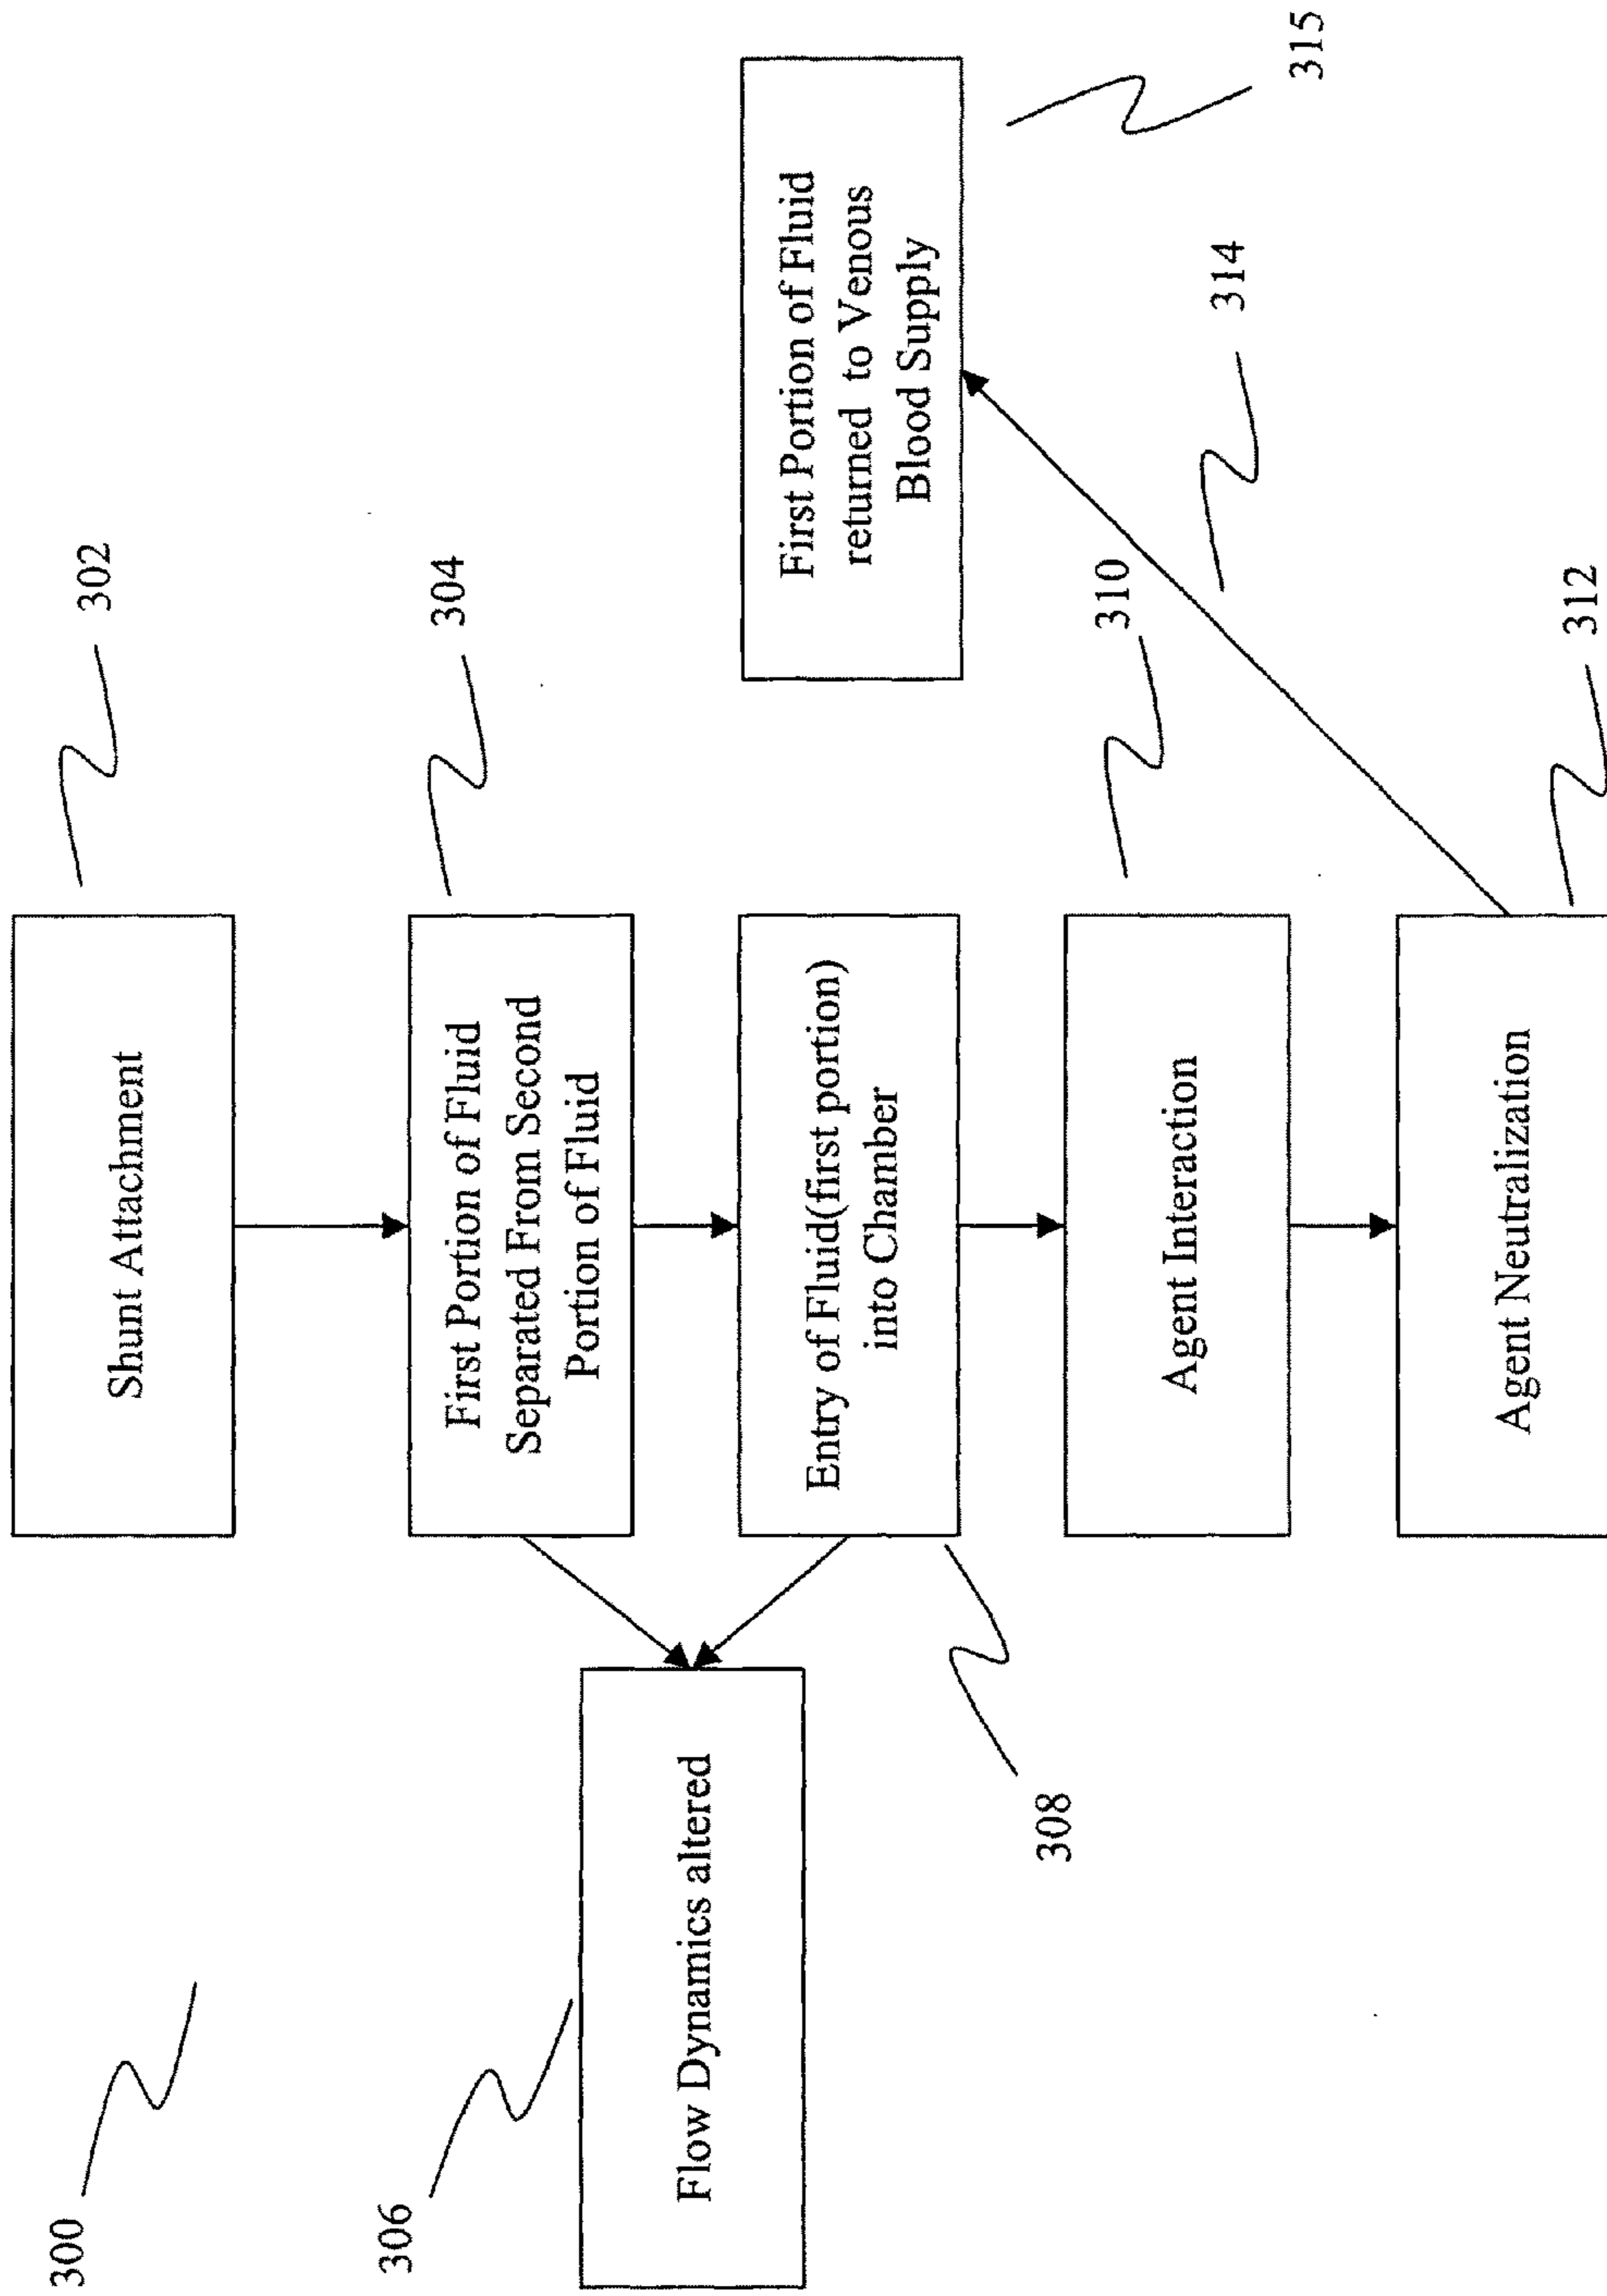 300
Shunt Attachment
302
First Portion of Fluid
Separated From Second
Portion of Fluid
304
306
Flow Dynamics altered
Entry of Fluid(first portion)
into Chamber
308
First Portion of Fluid
returned to Venous
Blood Supply
315
Agent Interaction
310
314
Agent Neutralization
312